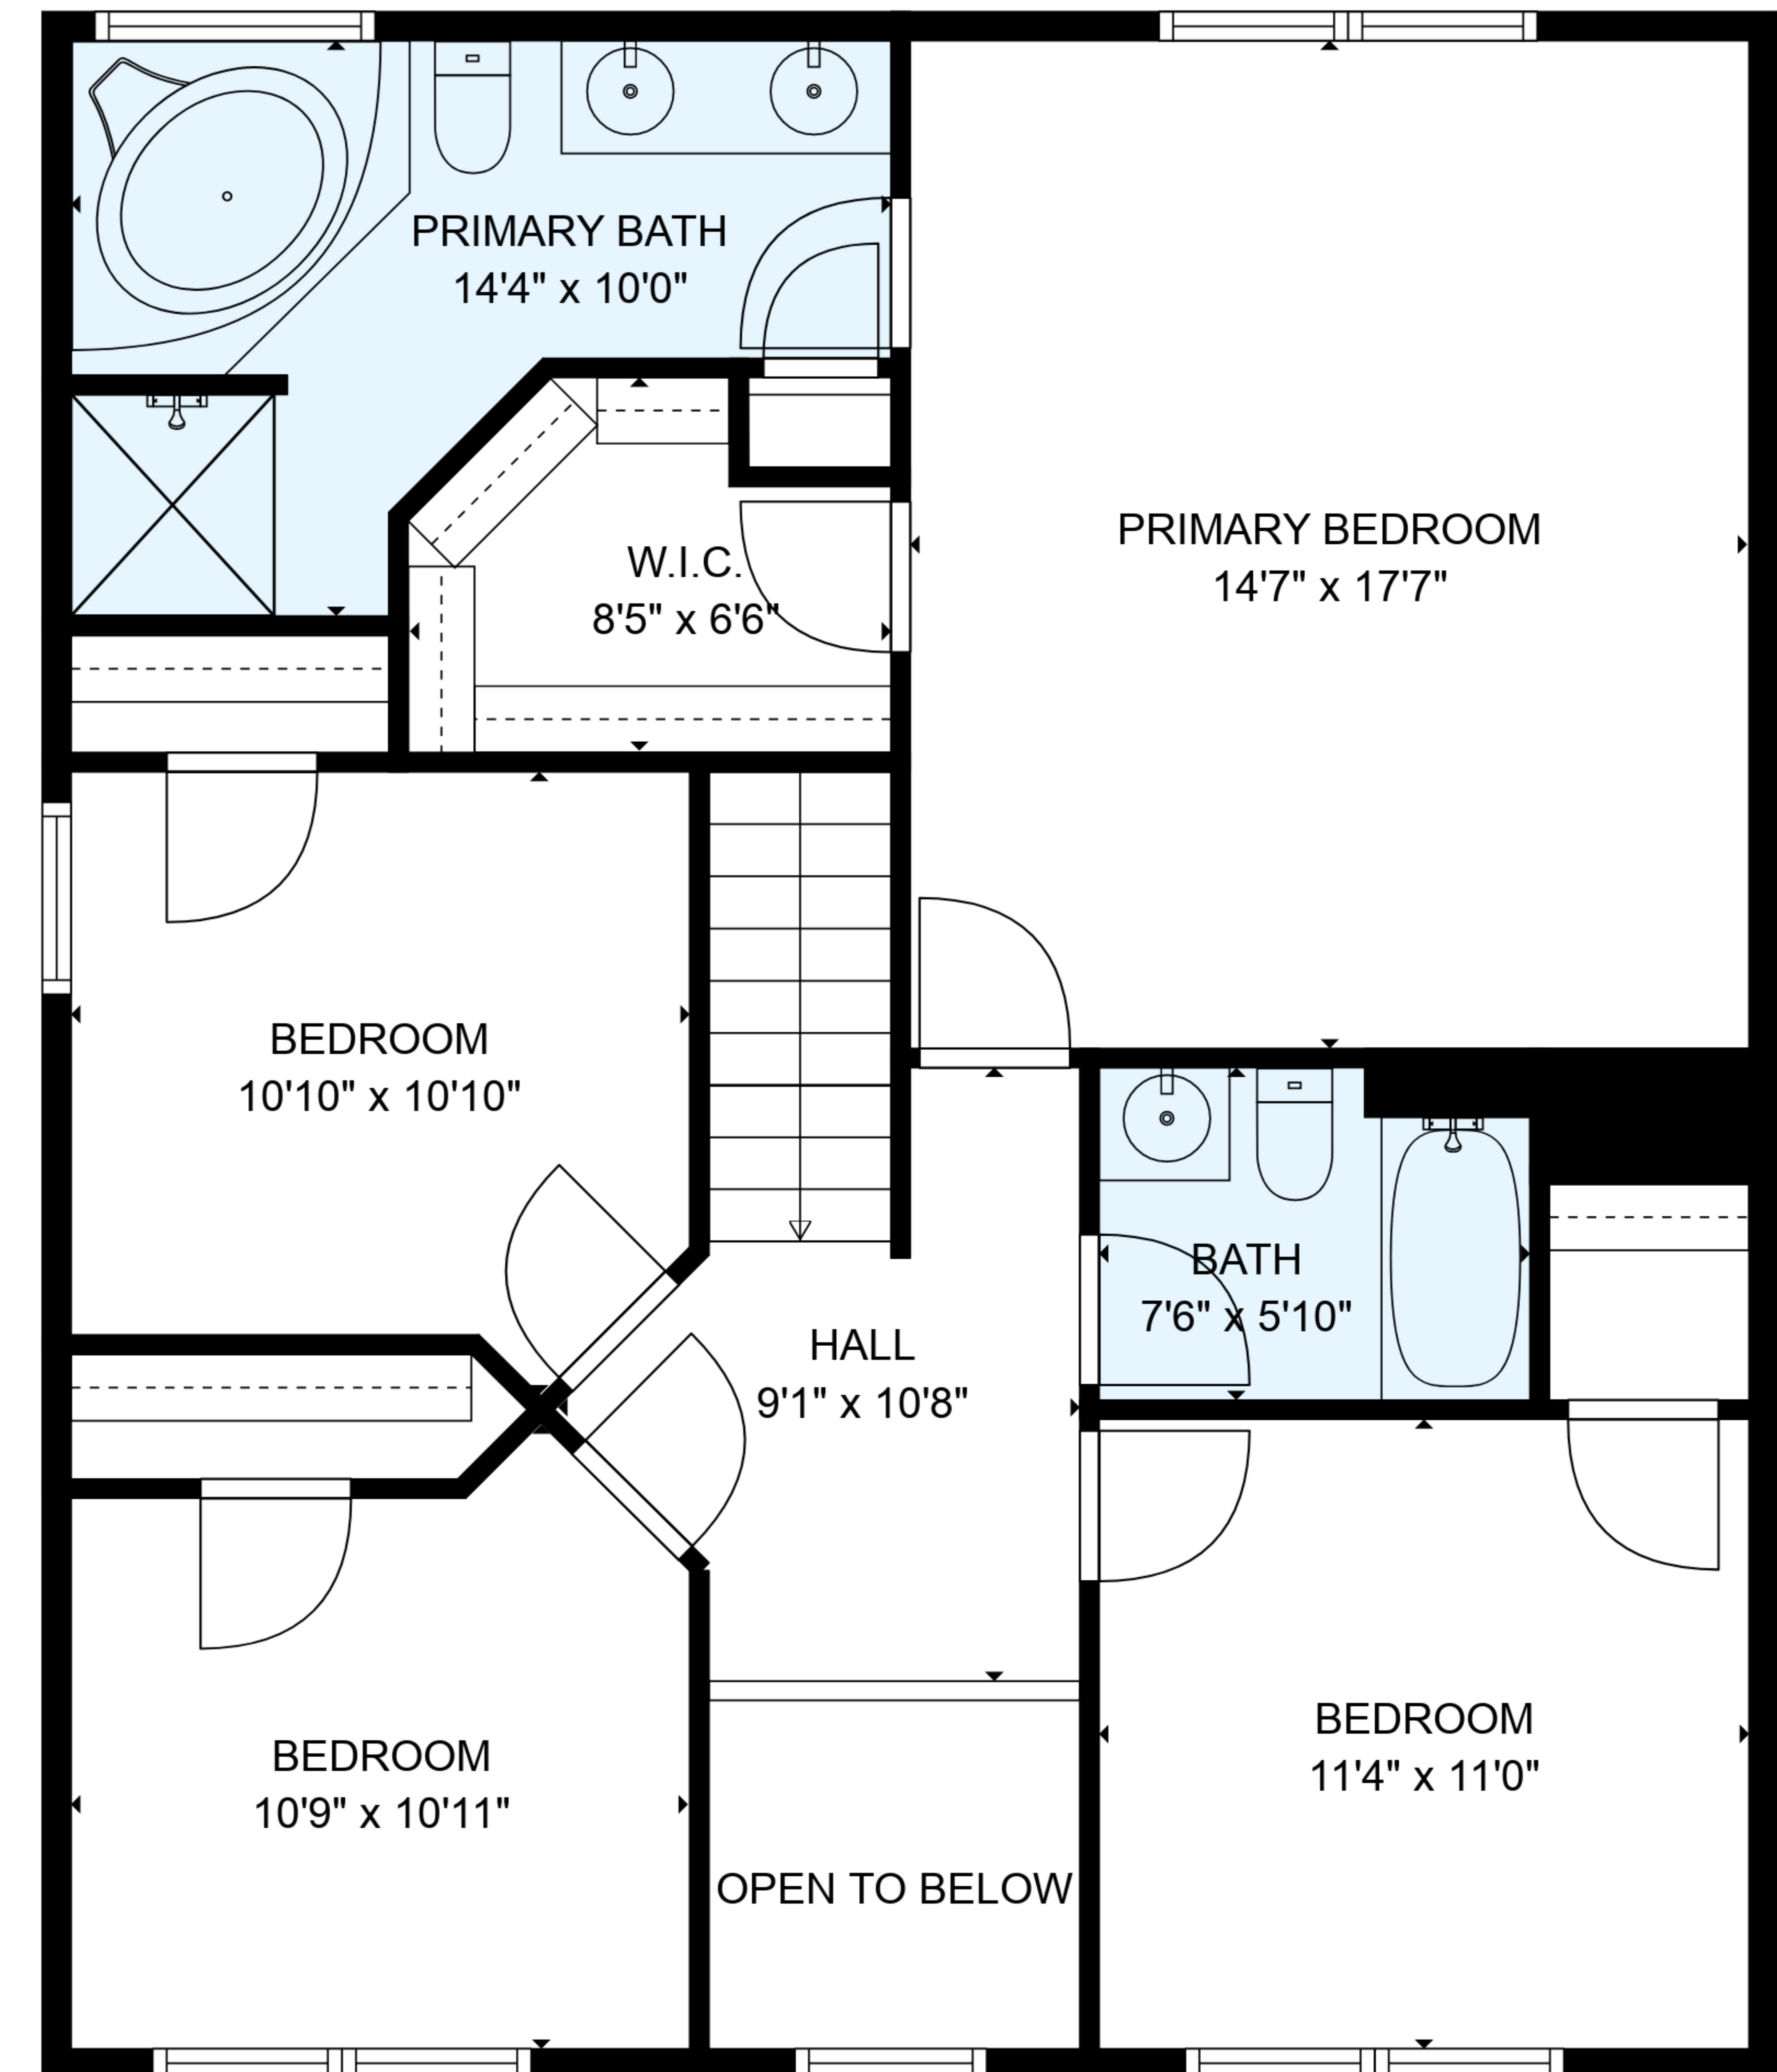 PRIMARY BATH
14'4" x 10'0"
PRIMARY BEDROOM
14'7" x 17'7"
W.I.C.
8'5" x 6'6"
BEDROOM
10'10" x 10'10"
BATH
7'6" x 5'10"
HALL
9'1" x 10'8"
BEDROOM
10'9" x 10'11"
BEDROOM
11'4" x 11'0"
OPEN TO BELOW